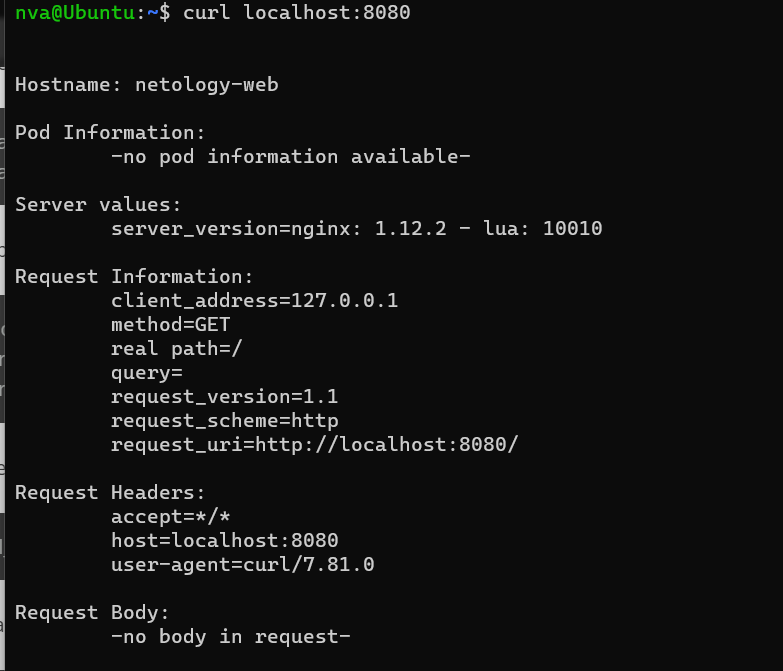 nva@Ubuntu:~$ curl localhost:8080
Hostname: netology-web
Pod Information:
-no pod information available-
Server values:
server_version=nginx: 1.12.2 - lua: 10010
Request Information:
client_address=127.0.0.1
method=GET
real path=/
query=
request_version=1.1
request_scheme=http
request_uri=http://localhost:8080/
Request Headers:
accept=*/*
host=localhost:8080
user-agent=curl/7.81.0
Request Body:
-no body in request-